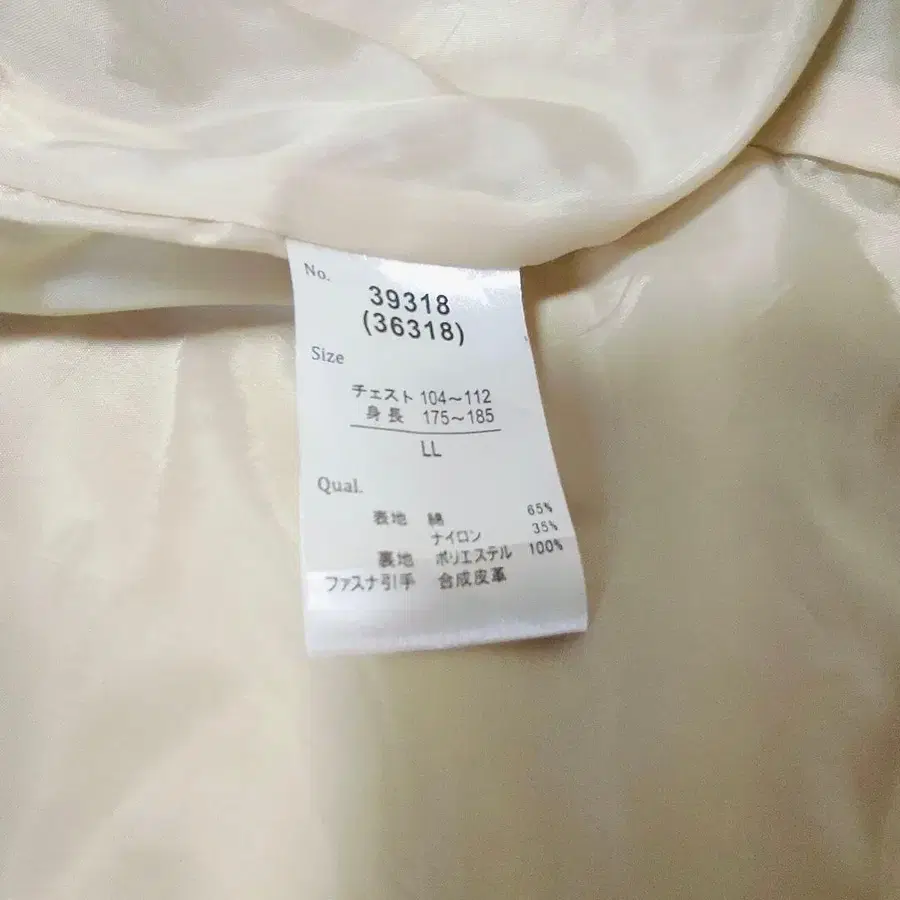 No.
39318
(36318)
Size
チェスト 104～112
身長 175～185
LL
Qual.
表地 綿 65%
ナイロン 35%
裏地 ポリエステル 100%
ファスナ引手 合成皮革